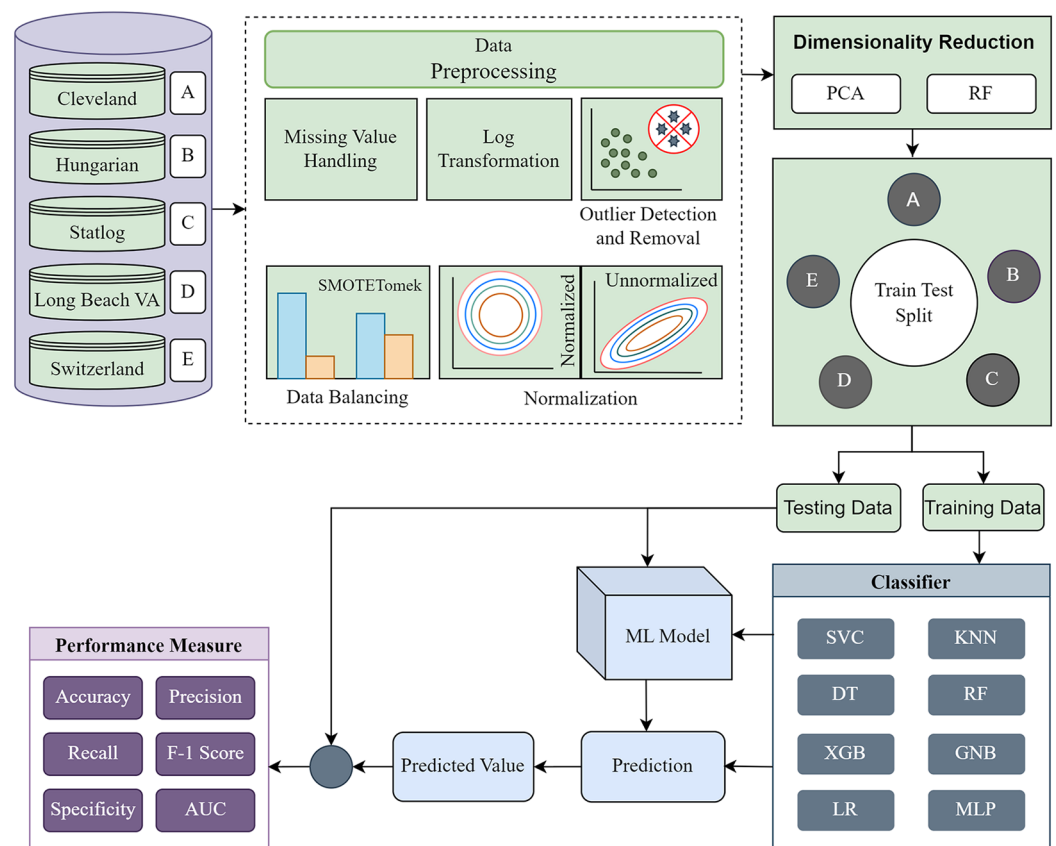 Cleveland
A
Hungarian
B
Statlog
C
Long Beach VA
D
Switzerland
E
Data
Preprocessing
Missing Value
Handling
Log
Transformation
Outlier Detection
and Removal
SMOTETomek
Data Balancing
Normalized
Unnormalized
Normalization
Dimensionality Reduction
PCA
RF
A
B
C
D
E
Train Test
Split
Testing Data
Training Data
Classifier
SVC
KNN
DT
RF
XGB
GNB
LR
MLP
ML Model
Prediction
Predicted Value
Performance Measure
Accuracy
Precision
Recall
F-1 Score
Specificity
AUC